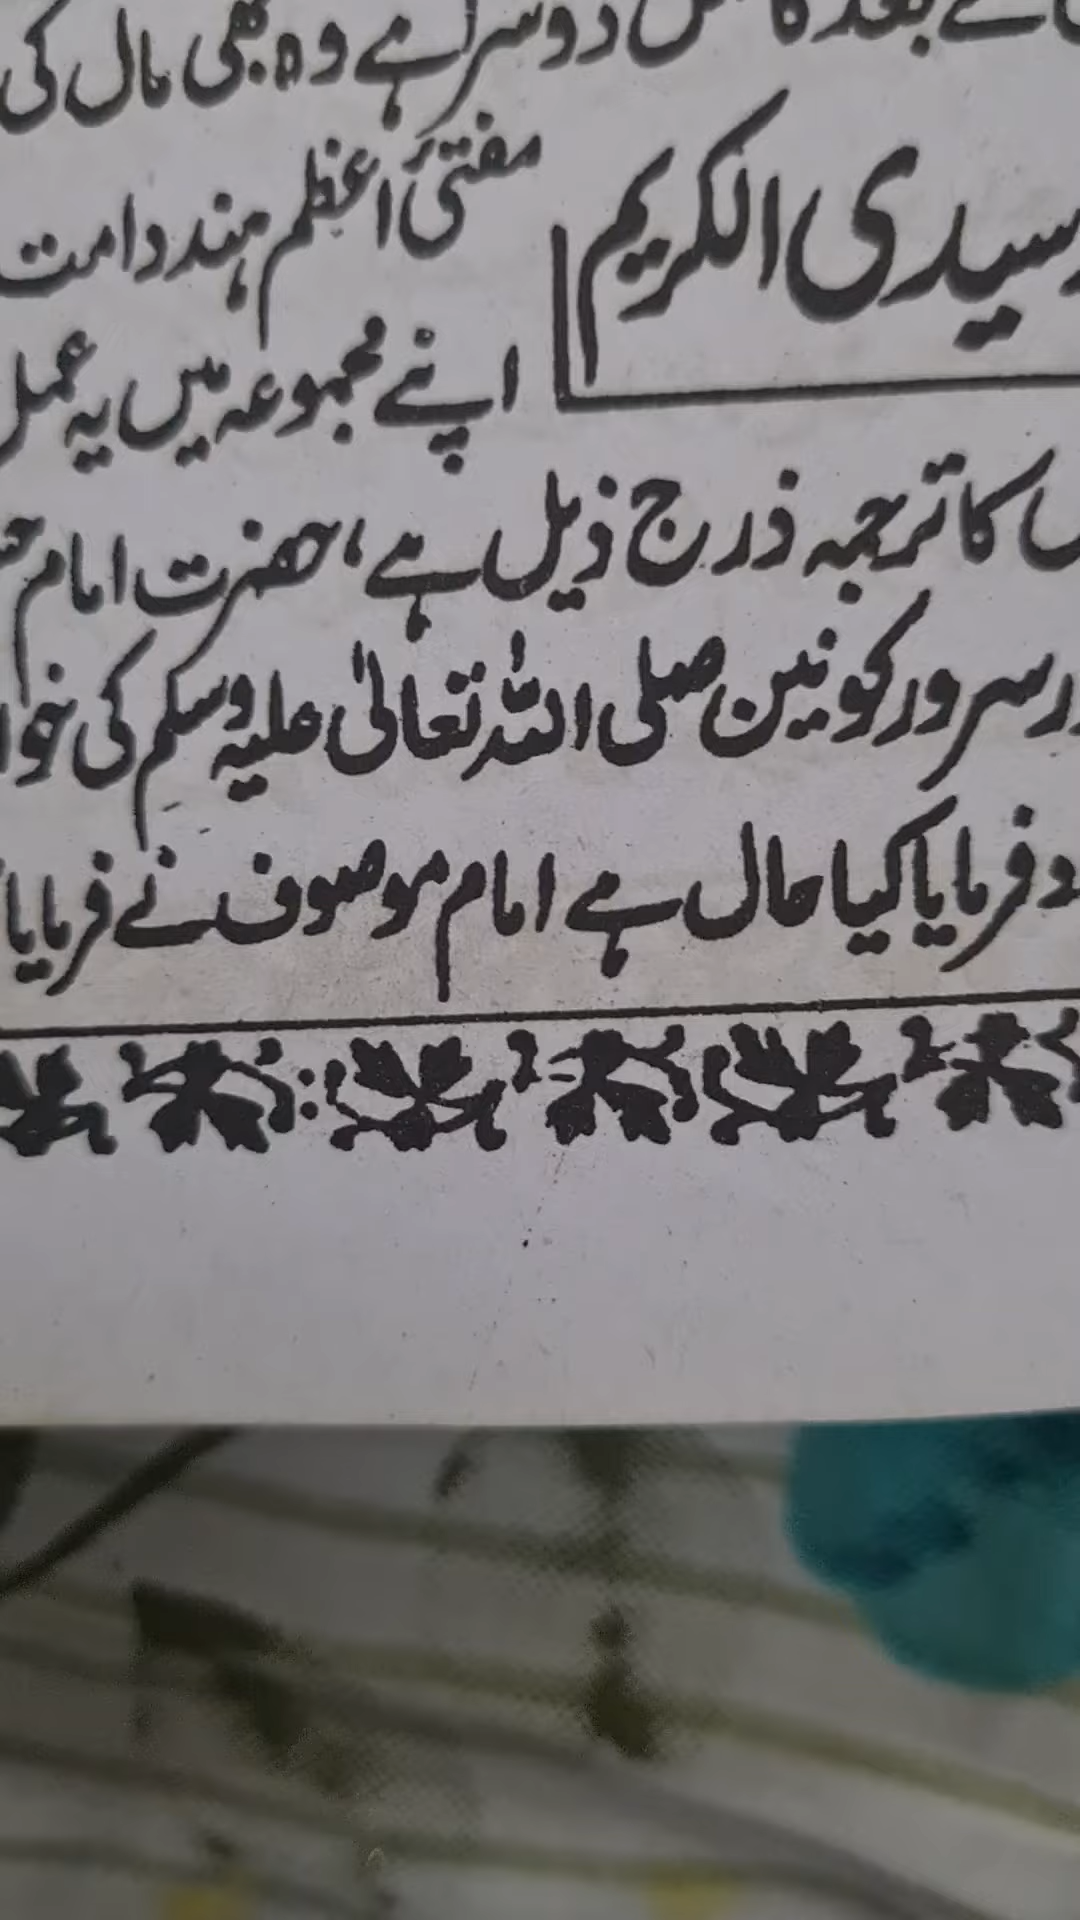 دوسرا ہے وہ بھی مال کی
سیدی الکریم
مفتیٔ اعظم ہند دامت
اپنے مجموعہ میں یہ عمل
کا ترجمہ ذرج ذیل ہے، حضرت امام
سرور کونین صلی اللہ تعالیٰ علیہ وسلم کی
فرمایا کیا حال ہے امام موصوف نے فرمایا